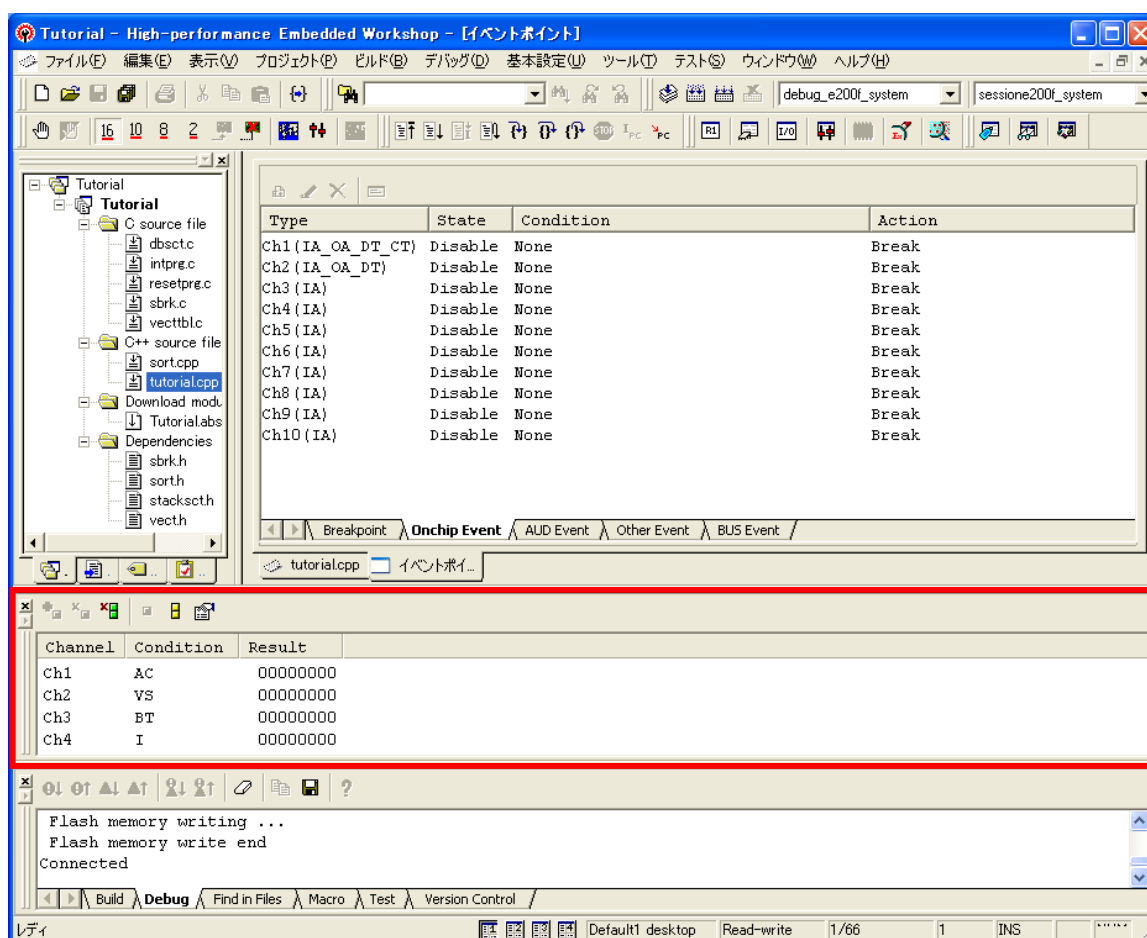 Tutorial - High-performance Embedded Workshop - [イベントポイント]
ファイル(F) 編集(E) 表示(V) プロジェクト(P) ビルド(B) デバッグ(D) 基本設定(U) ツール(T) テスト(S) ウィンドウ(W) ヘルプ(H)
debug_e200f_system sessione200f_system
16 10 8 2 STOP IPC PC R1 I/O
Tutorial
Tutorial
C source file
dbsct.c
intprg.c
resetprg.c
sbrk.c
vecttbl.c
C++ source file
sort.cpp
tutorial.cpp
Download modu
Tutorial.abs
Dependencies
sbrk.h
sort.h
stacksct.h
vect.h
Type State Condition Action
Ch1(IA_OA_DT_CT) Disable None Break
Ch2(IA_OA_DT) Disable None Break
Ch3(IA) Disable None Break
Ch4(IA) Disable None Break
Ch5(IA) Disable None Break
Ch6(IA) Disable None Break
Ch7(IA) Disable None Break
Ch8(IA) Disable None Break
Ch9(IA) Disable None Break
Ch10(IA) Disable None Break
Breakpoint Onchip Event AUD Event Other Event BUS Event
tutorial.cpp イベントポイ...
Channel Condition Result
Ch1 AC 00000000
Ch2 VS 00000000
Ch3 BT 00000000
Ch4 I 00000000
Flash memory writing ...
Flash memory write end
Connected
Build Debug Find in Files Macro Test Version Control
レディ 1 2 3 4 Default1 desktop Read-write 1/66 1 INS